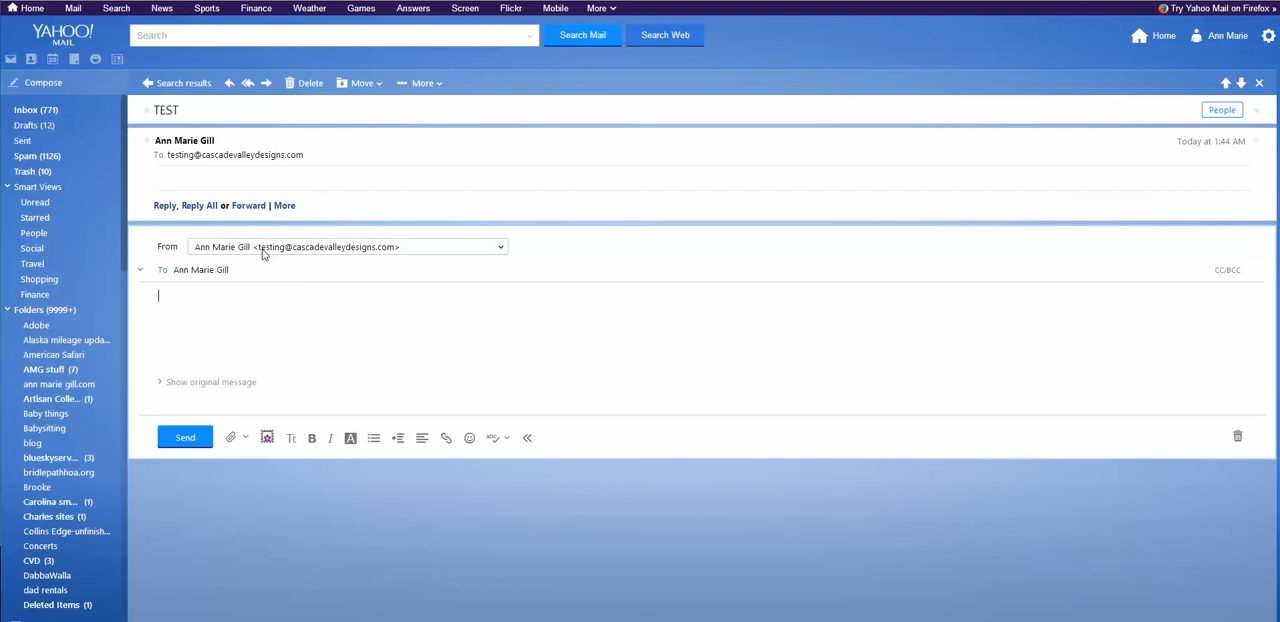 Home Mail Search News Sports Finance Weather Games Answers Screen Flickr Mobile More Try Yahoo Mail on Firefox »
YAHOO!
MAIL
Search Search Mail Search Web Home Ann Marie
Compose Search results Delete Move More
TEST People
Ann Marie Gill Today at 1:44 AM
To testing@cascadevalleydesigns.com
Reply, Reply All or Forward | More
From Ann Marie Gill <testing@cascadevalleydesigns.com>
To Ann Marie Gill CC/BCC
Show original message
Send Tt B I A abc
Inbox (771)
Drafts (12)
Sent
Spam (1126)
Trash (10)
Smart Views
Unread
Starred
People
Social
Travel
Shopping
Finance
Folders (9999+)
Adobe
Alaska mileage upda...
American Safari
AMG stuff (7)
ann marie gill.com
Artisan Colle... (1)
Baby things
Babysitting
blog
blueskyserv... (3)
bridlepathhoa.org
Brooke
Carolina sm... (1)
Charles sites (1)
Collins Edge-unfinish...
Concerts
CVD (3)
DabbaWalla
dad rentals
Deleted Items (1)